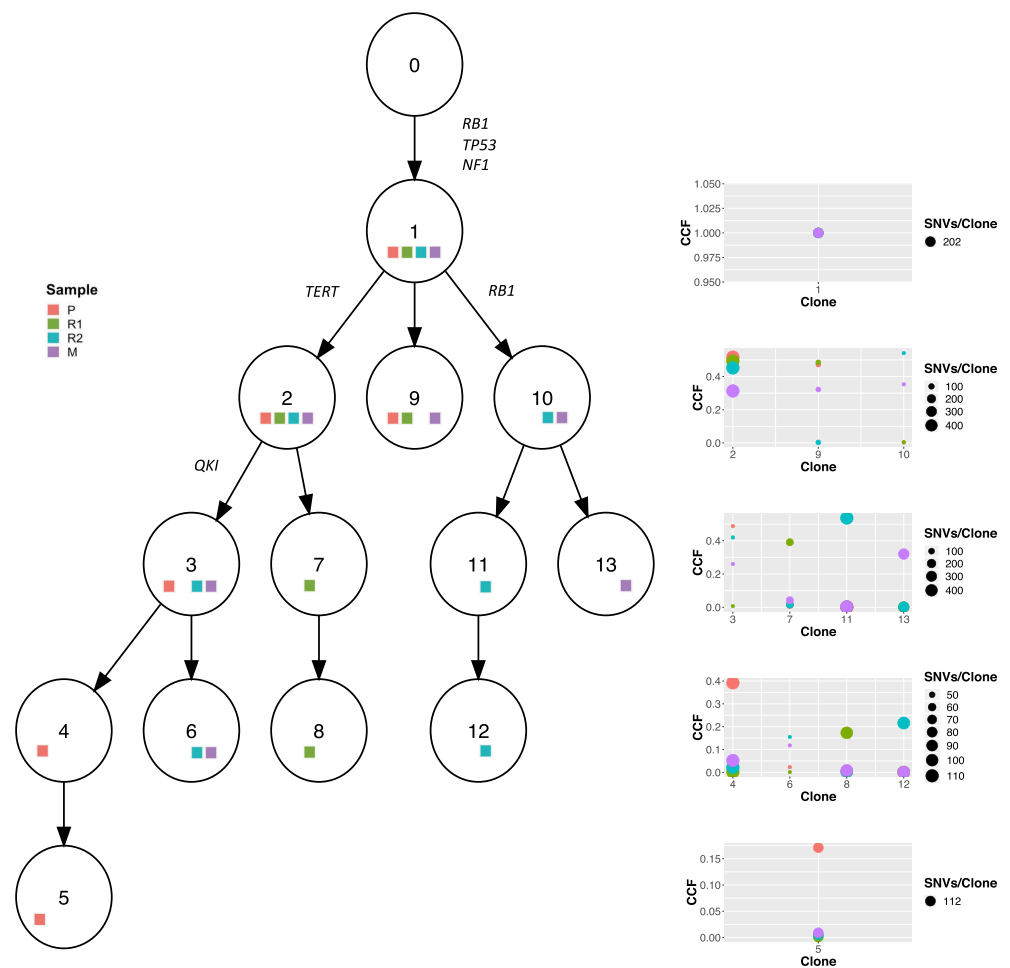 0
RB1
TP53
NF1
1
Sample
P
R1
R2
M
TERT
RB1
2
9
10
QKI
3
7
11
13
4
6
8
12
5
1.050
1.025
1.000
0.975
0.950
CCF
1
Clone
SNVs/Clone
202
0.4
0.2
0.0
CCF
2 9 10
Clone
SNVs/Clone
100
200
300
400
0.4
0.2
0.0
CCF
3 7 11 13
Clone
SNVs/Clone
100
200
300
400
0.4
0.3
0.2
0.1
0.0
CCF
4 6 8 12
Clone
SNVs/Clone
50
60
70
80
90
100
110
0.15
0.10
0.05
0.00
CCF
5
Clone
SNVs/Clone
112